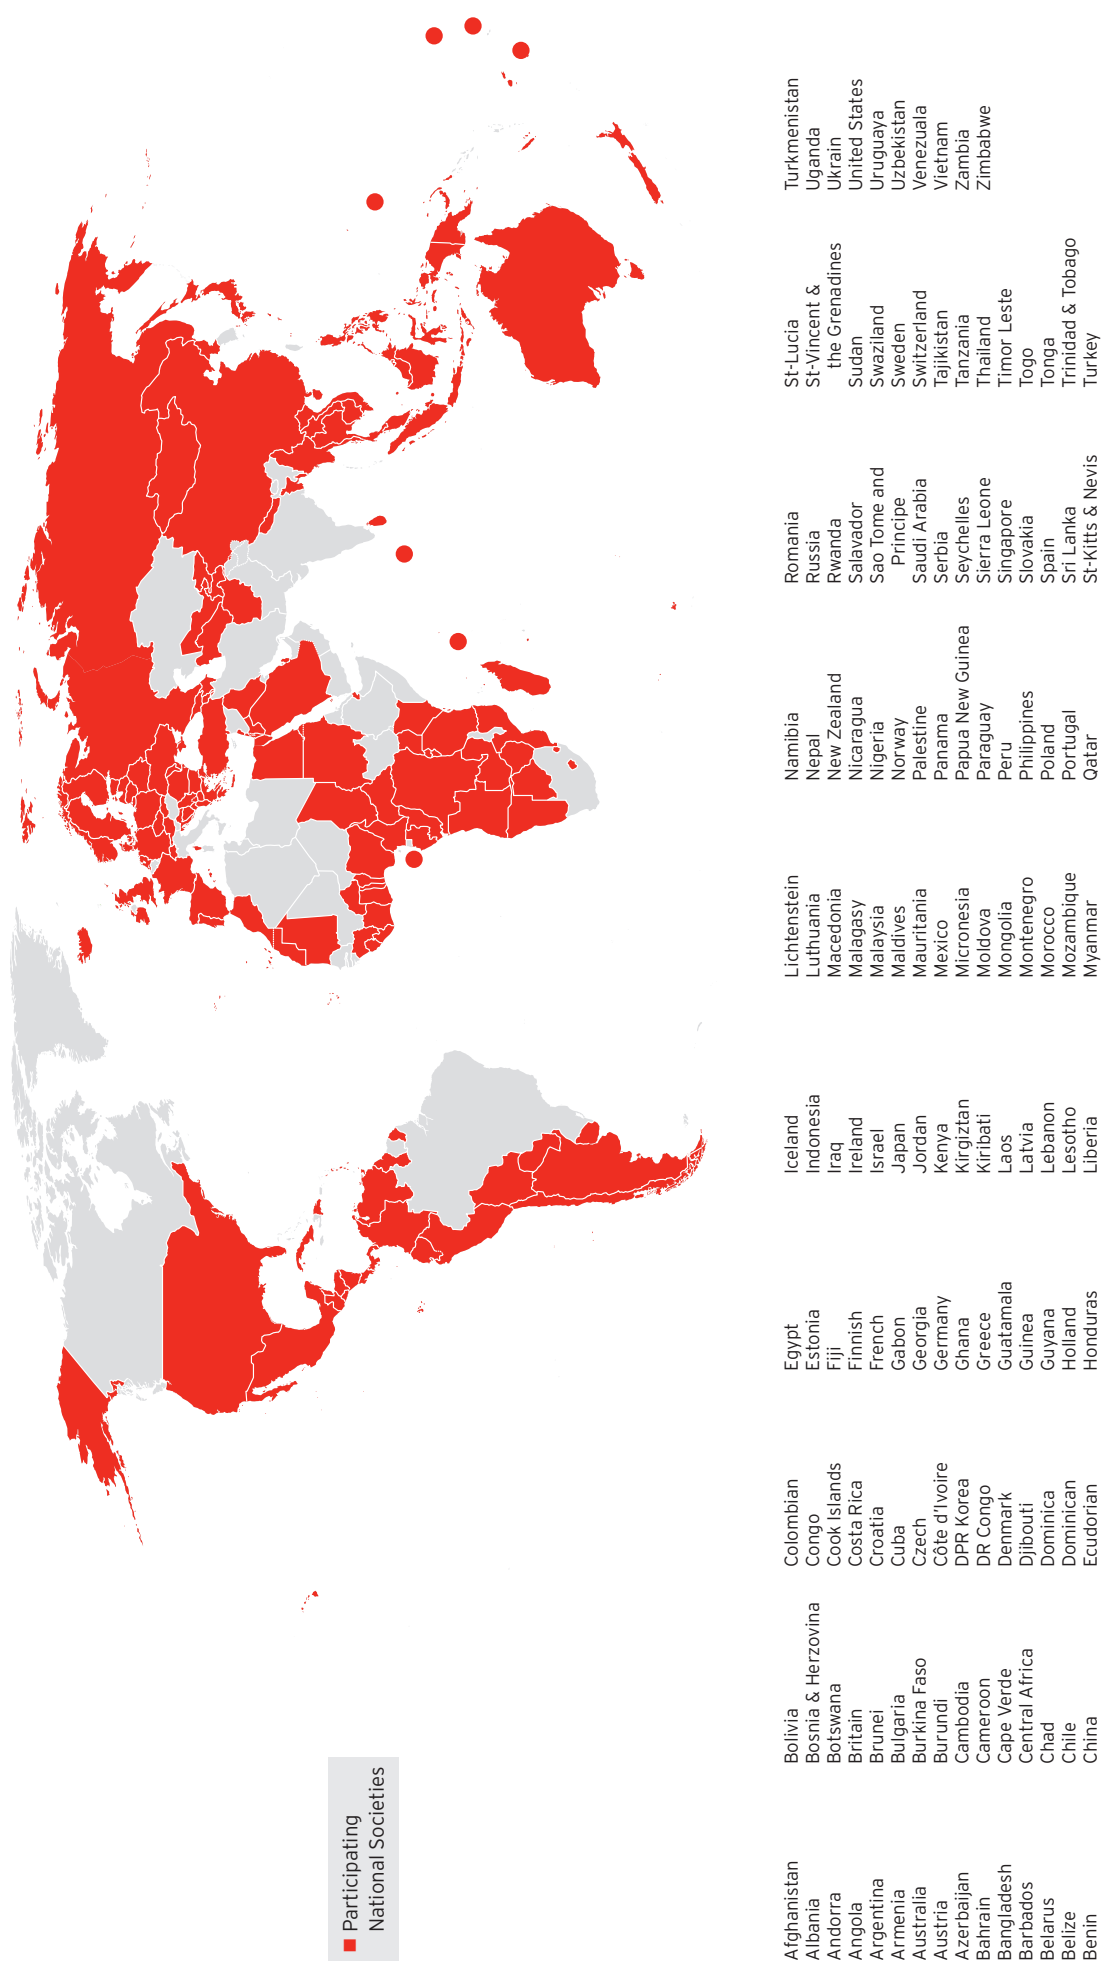 Participating
National Societies
Afghanistan
Albania
Andorra
Angola
Argentina
Armenia
Australia
Austria
Azerbaijan
Bahrain
Bangladesh
Barbados
Belarus
Belize
Benin
Bolivia
Bosnia & Herzovina
Botswana
Britain
Brunei
Bulgaria
Burkina Faso
Burundi
Cambodia
Cameroon
Cape Verde
Central Africa
Chad
Chile
China
Colombian
Congo
Cook Islands
Costa Rica
Croatia
Cuba
Czech
Côte d'Ivoire
DPR Korea
DR Congo
Denmark
Djibouti
Dominica
Dominican
Ecudorian
Egypt
Estonia
Fiji
Finnish
French
Gabon
Georgia
Germany
Ghana
Greece
Guatamala
Guinea
Guyana
Holland
Honduras
Iceland
Indonesia
Iraq
Ireland
Israel
Japan
Jordan
Kenya
Kirgiztan
Kiribati
Laos
Latvia
Lebanon
Lesotho
Liberia
Lichtenstein
Luthuania
Macedonia
Malagasy
Malaysia
Maldives
Mauritania
Mexico
Micronesia
Moldova
Mongolia
Montenegro
Morocco
Mozambique
Myanmar
Namibia
Nepal
New Zealand
Nicaragua
Nigeria
Norway
Palestine
Panama
Papua New Guinea
Paraguay
Peru
Philippines
Poland
Portugal
Qatar
Romania
Russia
Rwanda
Salavador
Sao Tome and
Principe
Saudi Arabia
Serbia
Seychelles
Sierra Leone
Singapore
Slovakia
Spain
Sri Lanka
St-Kitts & Nevis
St-Lucia
St-Vincent &
the Grenadines
Sudan
Swaziland
Sweden
Switzerland
Tajikistan
Tanzania
Thailand
Timor Leste
Togo
Tonga
Trinidad & Tobago
Turkey
Turkmenistan
Uganda
Ukrain
United States
Uruguaya
Uzbekistan
Venezuala
Vietnam
Zambia
Zimbabwe